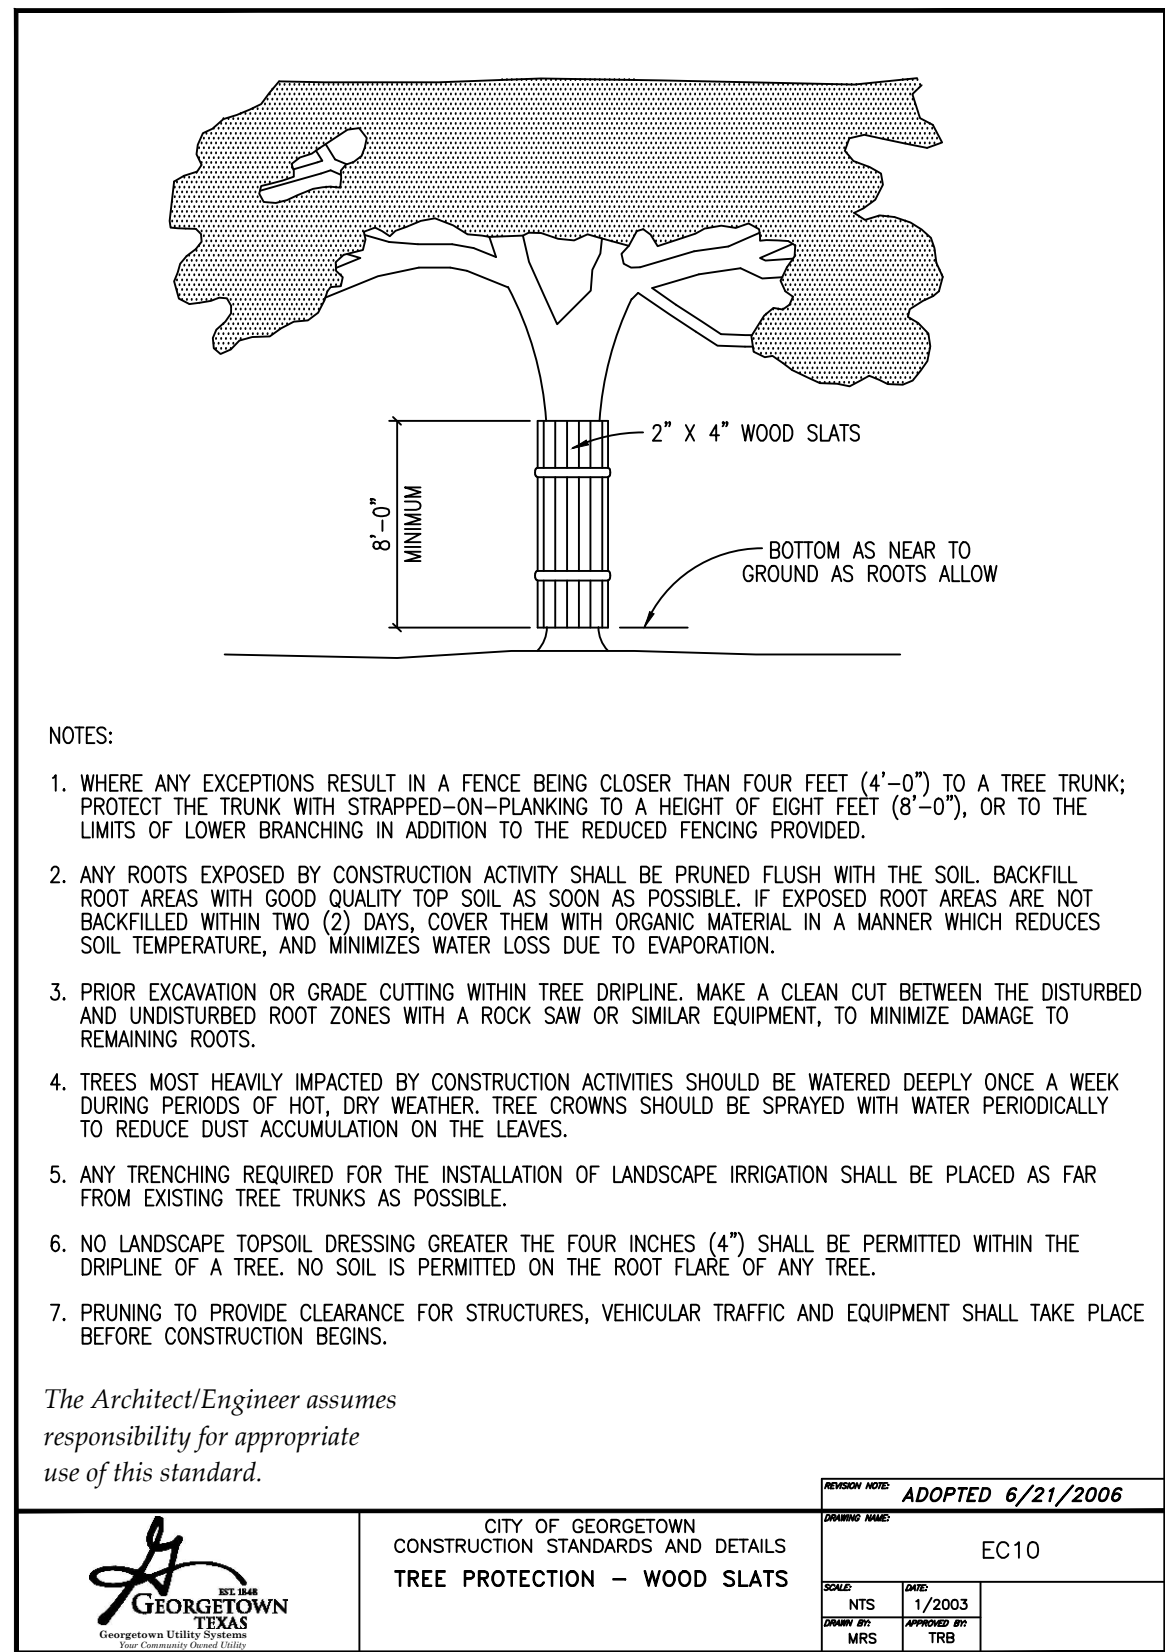 2" X 4" WOOD SLATS
8'-0"
MINIMUM
BOTTOM AS NEAR TO
GROUND AS ROOTS ALLOW
NOTES:
1. WHERE ANY EXCEPTIONS RESULT IN A FENCE BEING CLOSER THAN FOUR FEET (4'-0") TO A TREE TRUNK;
PROTECT THE TRUNK WITH STRAPPED-ON-PLANKING TO A HEIGHT OF EIGHT FEET (8'-0"), OR TO THE
LIMITS OF LOWER BRANCHING IN ADDITION TO THE REDUCED FENCING PROVIDED.
2. ANY ROOTS EXPOSED BY CONSTRUCTION ACTIVITY SHALL BE PRUNED FLUSH WITH THE SOIL. BACKFILL
ROOT AREAS WITH GOOD QUALITY TOP SOIL AS SOON AS POSSIBLE. IF EXPOSED ROOT AREAS ARE NOT
BACKFILLED WITHIN TWO (2) DAYS, COVER THEM WITH ORGANIC MATERIAL IN A MANNER WHICH REDUCES
SOIL TEMPERATURE, AND MINIMIZES WATER LOSS DUE TO EVAPORATION.
3. PRIOR EXCAVATION OR GRADE CUTTING WITHIN TREE DRIPLINE. MAKE A CLEAN CUT BETWEEN THE DISTURBED
AND UNDISTURBED ROOT ZONES WITH A ROCK SAW OR SIMILAR EQUIPMENT, TO MINIMIZE DAMAGE TO
REMAINING ROOTS.
4. TREES MOST HEAVILY IMPACTED BY CONSTRUCTION ACTIVITIES SHOULD BE WATERED DEEPLY ONCE A WEEK
DURING PERIODS OF HOT, DRY WEATHER. TREE CROWNS SHOULD BE SPRAYED WITH WATER PERIODICALLY
TO REDUCE DUST ACCUMULATION ON THE LEAVES.
5. ANY TRENCHING REQUIRED FOR THE INSTALLATION OF LANDSCAPE IRRIGATION SHALL BE PLACED AS FAR
FROM EXISTING TREE TRUNKS AS POSSIBLE.
6. NO LANDSCAPE TOPSOIL DRESSING GREATER THE FOUR INCHES (4") SHALL BE PERMITTED WITHIN THE
DRIPLINE OF A TREE. NO SOIL IS PERMITTED ON THE ROOT FLARE OF ANY TREE.
7. PRUNING TO PROVIDE CLEARANCE FOR STRUCTURES, VEHICULAR TRAFFIC AND EQUIPMENT SHALL TAKE PLACE
BEFORE CONSTRUCTION BEGINS.
The Architect/Engineer assumes
responsibility for appropriate
use of this standard.
REVISION NOTE: ADOPTED 6/21/2006
G
EST. 1848
GEORGETOWN
TEXAS
Georgetown Utility Systems
Your Community Owned Utility
CITY OF GEORGETOWN
CONSTRUCTION STANDARDS AND DETAILS
TREE PROTECTION - WOOD SLATS
DRAWING NAME:
EC10
SCALE: DATE:
NTS 1/2003
DRAWN BY: APPROVED BY:
MRS TRB